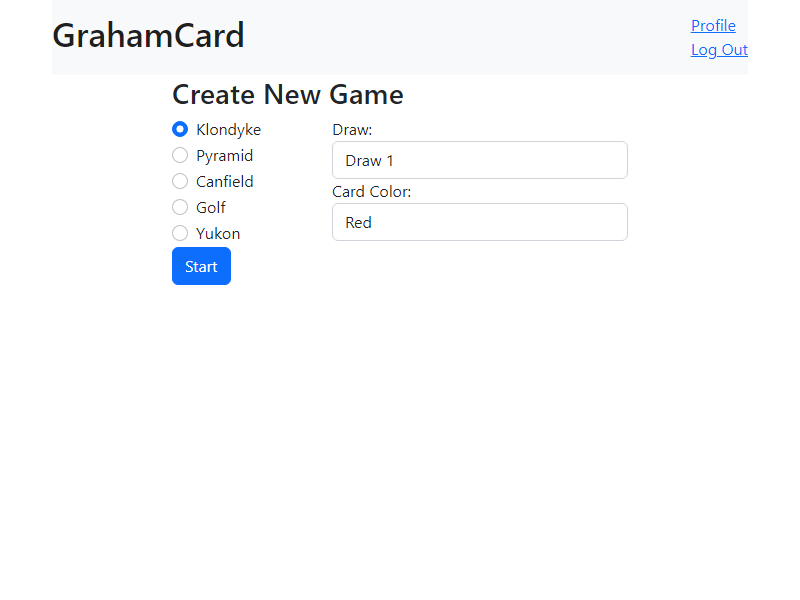 GrahamCard
Profile
Log Out
Create New Game
Klondyke
Pyramid
Canfield
Golf
Yukon
Draw:
Draw 1
Card Color:
Red
Start